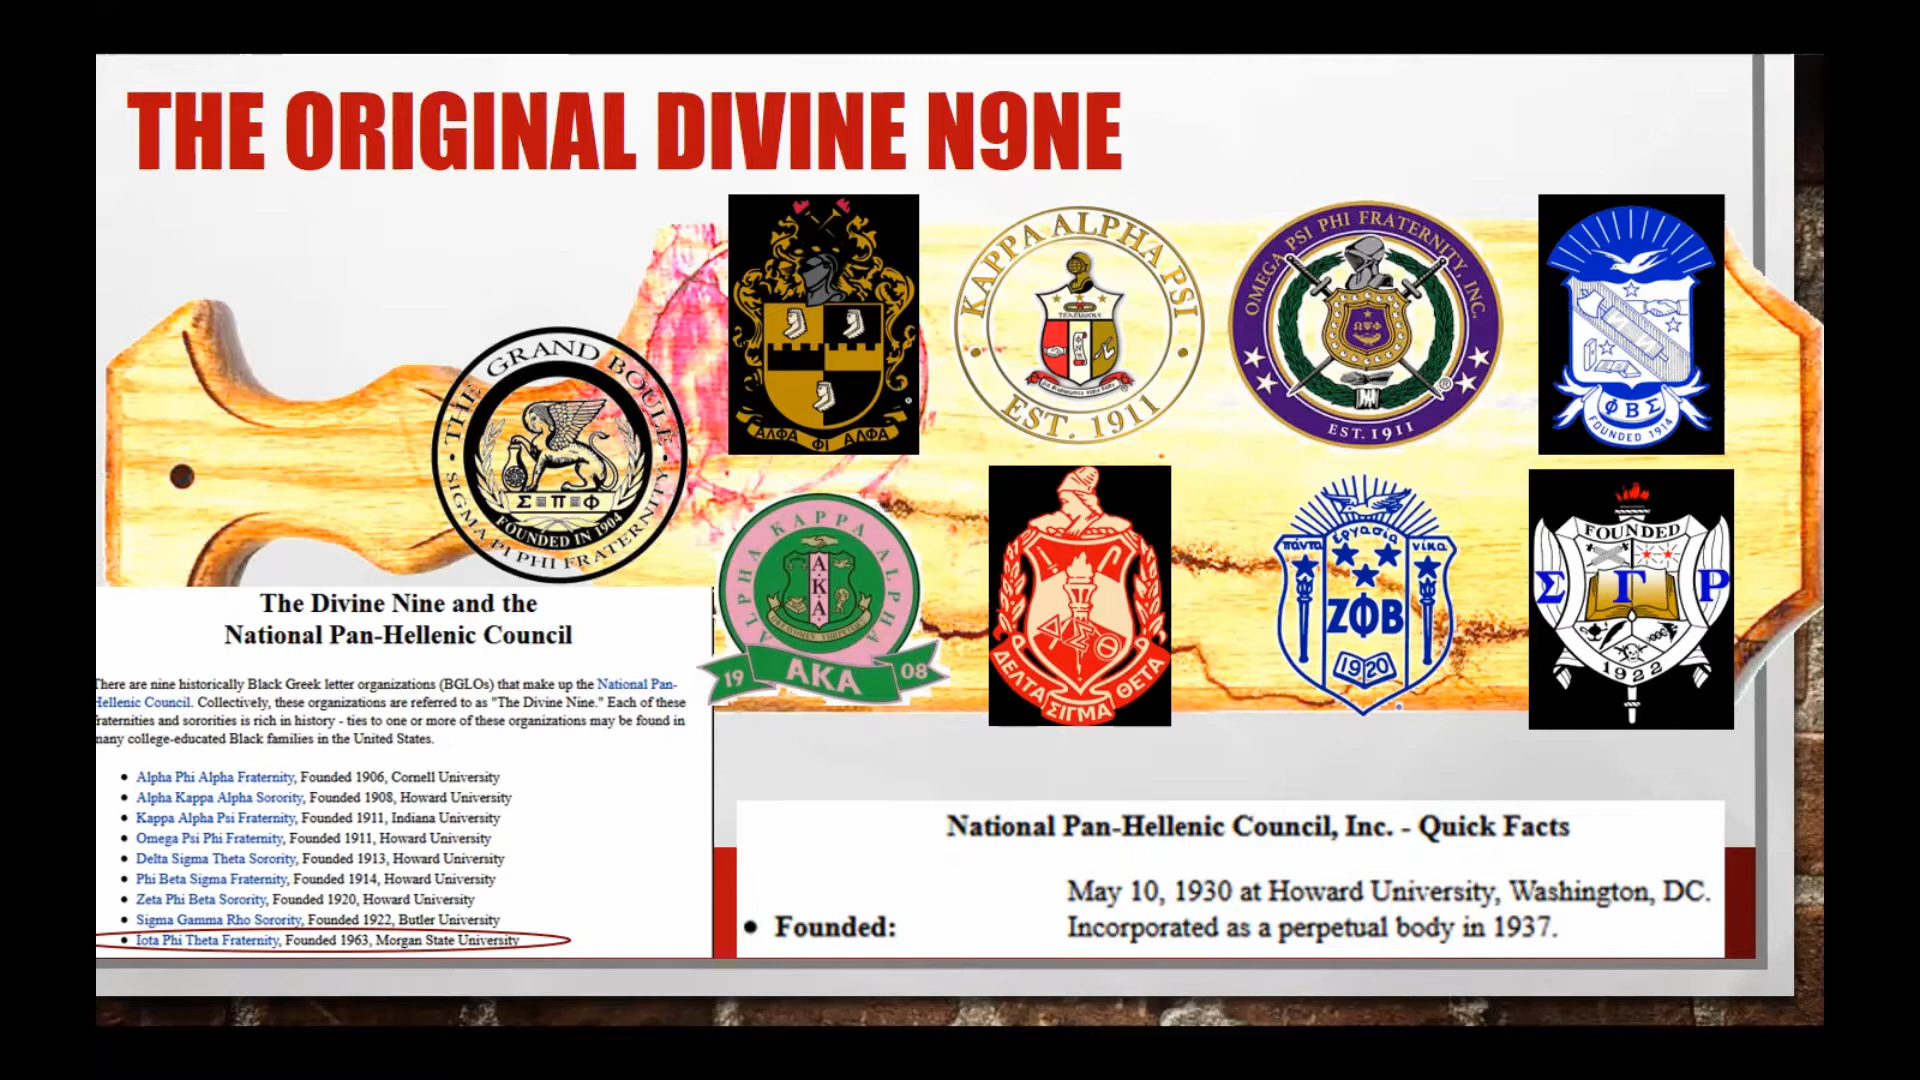 THE ORIGINAL DIVINE N9NE
THE GRAND BOULE
SIGMA PI PHI FRATERNITY
Σ Π Φ
FOUNDED IN 1904
ΑΛΦΑ ΦΙ ΑΛΦΑ
KAPPA ALPHA PSI
EST. 1911
OMEGA PSI PHI FRATERNITY, INC.
ΩΨΦ
EST. 1911
ΦΒΣ
FOUNDED 1914
ALPHA KAPPA ALPHA
A.K.A.
19 AKA 08
ΔΣΘ
ΔΕΛΤΑ ΣΙΓΜΑ ΘΕΤΑ
πάντα εργασία νίκα
ΖΦΒ
1920
FOUNDED
Σ Γ Ρ
1922
The Divine Nine and the
National Pan-Hellenic Council
There are nine historically Black Greek letter organizations (BGLOs) that make up the National Pan-
Hellenic Council. Collectively, these organizations are referred to as "The Divine Nine." Each of these
fraternities and sororities is rich in history - ties to one or more of these organizations may be found in
many college-educated Black families in the United States.
• Alpha Phi Alpha Fraternity, Founded 1906, Cornell University
• Alpha Kappa Alpha Sorority, Founded 1908, Howard University
• Kappa Alpha Psi Fraternity, Founded 1911, Indiana University
• Omega Psi Phi Fraternity, Founded 1911, Howard University
• Delta Sigma Theta Sorority, Founded 1913, Howard University
• Phi Beta Sigma Fraternity, Founded 1914, Howard University
• Zeta Phi Beta Sorority, Founded 1920, Howard University
• Sigma Gamma Rho Sorority, Founded 1922, Butler University
• Iota Phi Theta Fraternity, Founded 1963, Morgan State University
National Pan-Hellenic Council, Inc. - Quick Facts
May 10, 1930 at Howard University, Washington, DC.
• Founded: Incorporated as a perpetual body in 1937.